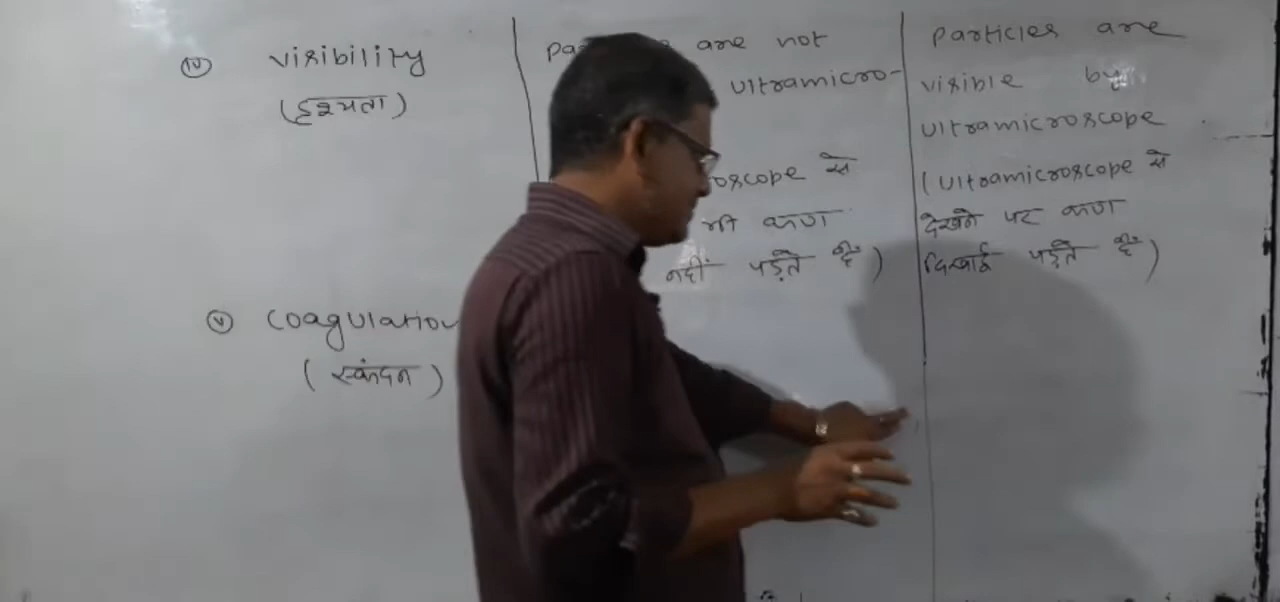 (IV) visibility
(दृश्यता)
are not
ultramicro-
oscope से
भी कण
नहीं पड़ते हैं)
Particles are
visible by
ultramicroscope
(ultramicroscope से
देखने पर कण
दिखाई पड़ते हैं)
(V) coagulation
(स्कंदन)